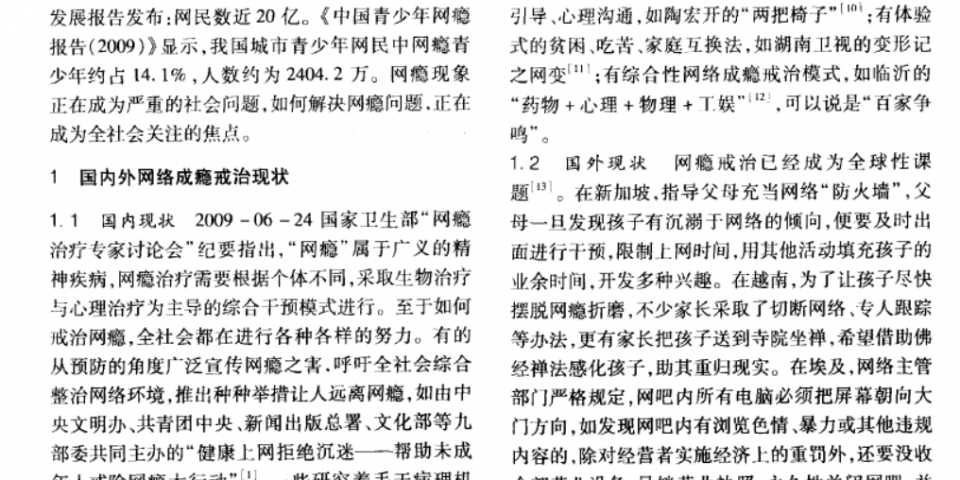 发展报告发布:网民数近 20 亿。《中国青少年网瘾
报告(2009)》显示,我国城市青少年网民中网瘾青
少年约占 14.1%,人数约为 2404.2 万。网瘾现象
正在成为严重的社会问题,如何解决网瘾问题,正在
成为全社会关注的焦点。
1 国内外网络成瘾戒治现状
1.1 国内现状 2009-06-24 国家卫生部“网瘾
治疗专家讨论会”纪要指出,“网瘾”属于广义的精
神疾病,网瘾治疗需要根据个体不同,采取生物治疗
与心理治疗为主导的综合干预模式进行。至于如何
戒治网瘾,全社会都在进行各种各样的努力。有的
从预防的角度广泛宣传网瘾之害,呼吁全社会综合
整治网络环境,推出种种举措让人远离网瘾,如由中
央文明办、共青团中央、新闻出版总署、文化部等九
部委共同主办的“健康上网拒绝沉迷——帮助未成
年人戒除网瘾大行动”[1]。一些研究着手于病理机
引导、心理沟通,如陶宏开的“两把椅子”[10];有体验
式的贫困、吃苦、家庭互换法,如湖南卫视的变形记
之网变[11];有综合性网络成瘾戒治模式,如临沂的
“药物+心理+物理+工娱”[12],可以说是“百家争
鸣”。
1.2 国外现状 网瘾戒治已经成为全球性课
题[13]。在新加坡,指导父母充当网络“防火墙”,父
母一旦发现孩子有沉溺于网络的倾向,便要及时出
面进行干预,限制上网时间,用其他活动填充孩子的
业余时间,开发多种兴趣。在越南,为了让孩子尽快
摆脱网瘾折磨,不少家长采取了切断网络、专人跟踪
等办法,更有家长把孩子送到寺院坐禅,希望借助佛
经禅法感化孩子,助其重归现实。在埃及,网络主管
部门严格规定,网吧内所有电脑必须把屏幕朝向大
门方向,如发现网吧内有浏览色情、暴力或其他违规
内容的,除对经营者实施经济上的重罚外,还要没收